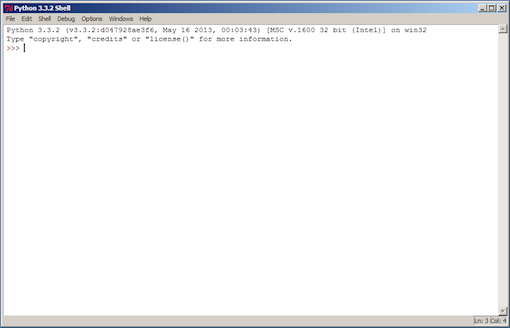 Python 3.3.2 Shell
File Edit Shell Debug Options Windows Help
Python 3.3.2 (v3.3.2:d047928ae3f6, May 16 2013, 00:03:43) [MSC v.1600 32 bit (Intel)] on win32
Type "copyright", "credits" or "license()" for more information.
>>>
Ln: 3 Col: 4